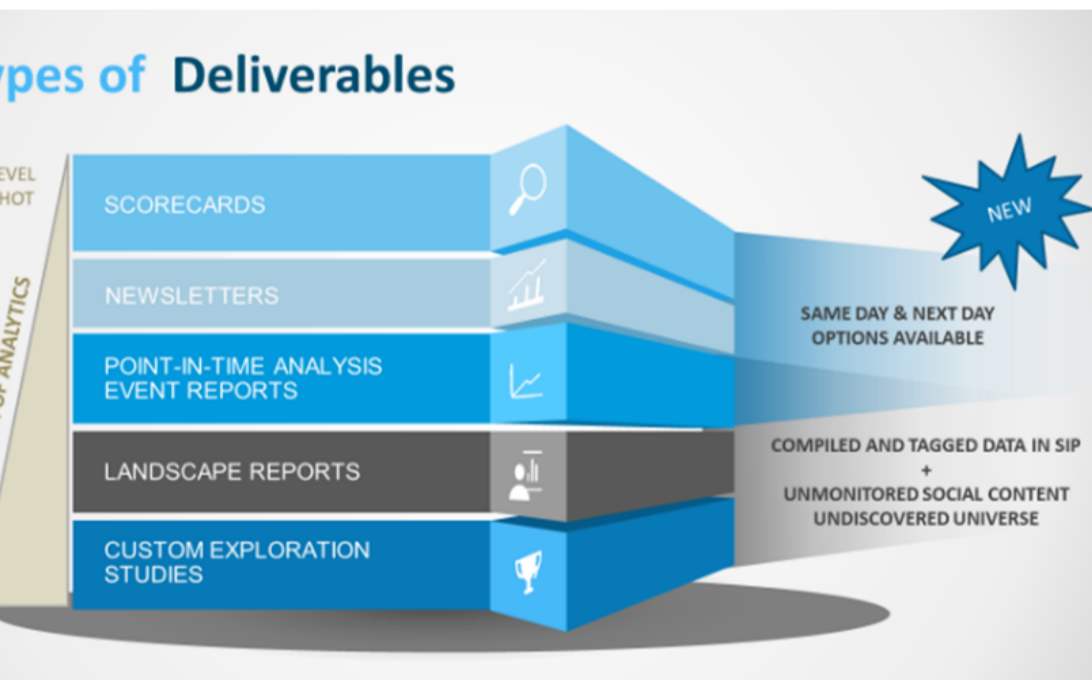 ypes of Deliverables
EVEL
HOT
OF ANALYTICS
SCORECARDS
NEWSLETTERS
POINT-IN-TIME ANALYSIS
EVENT REPORTS
LANDSCAPE REPORTS
CUSTOM EXPLORATION
STUDIES
NEW
SAME DAY & NEXT DAY
OPTIONS AVAILABLE
COMPILED AND TAGGED DATA IN SIP
+
UNMONITORED SOCIAL CONTENT
UNDISCOVERED UNIVERSE